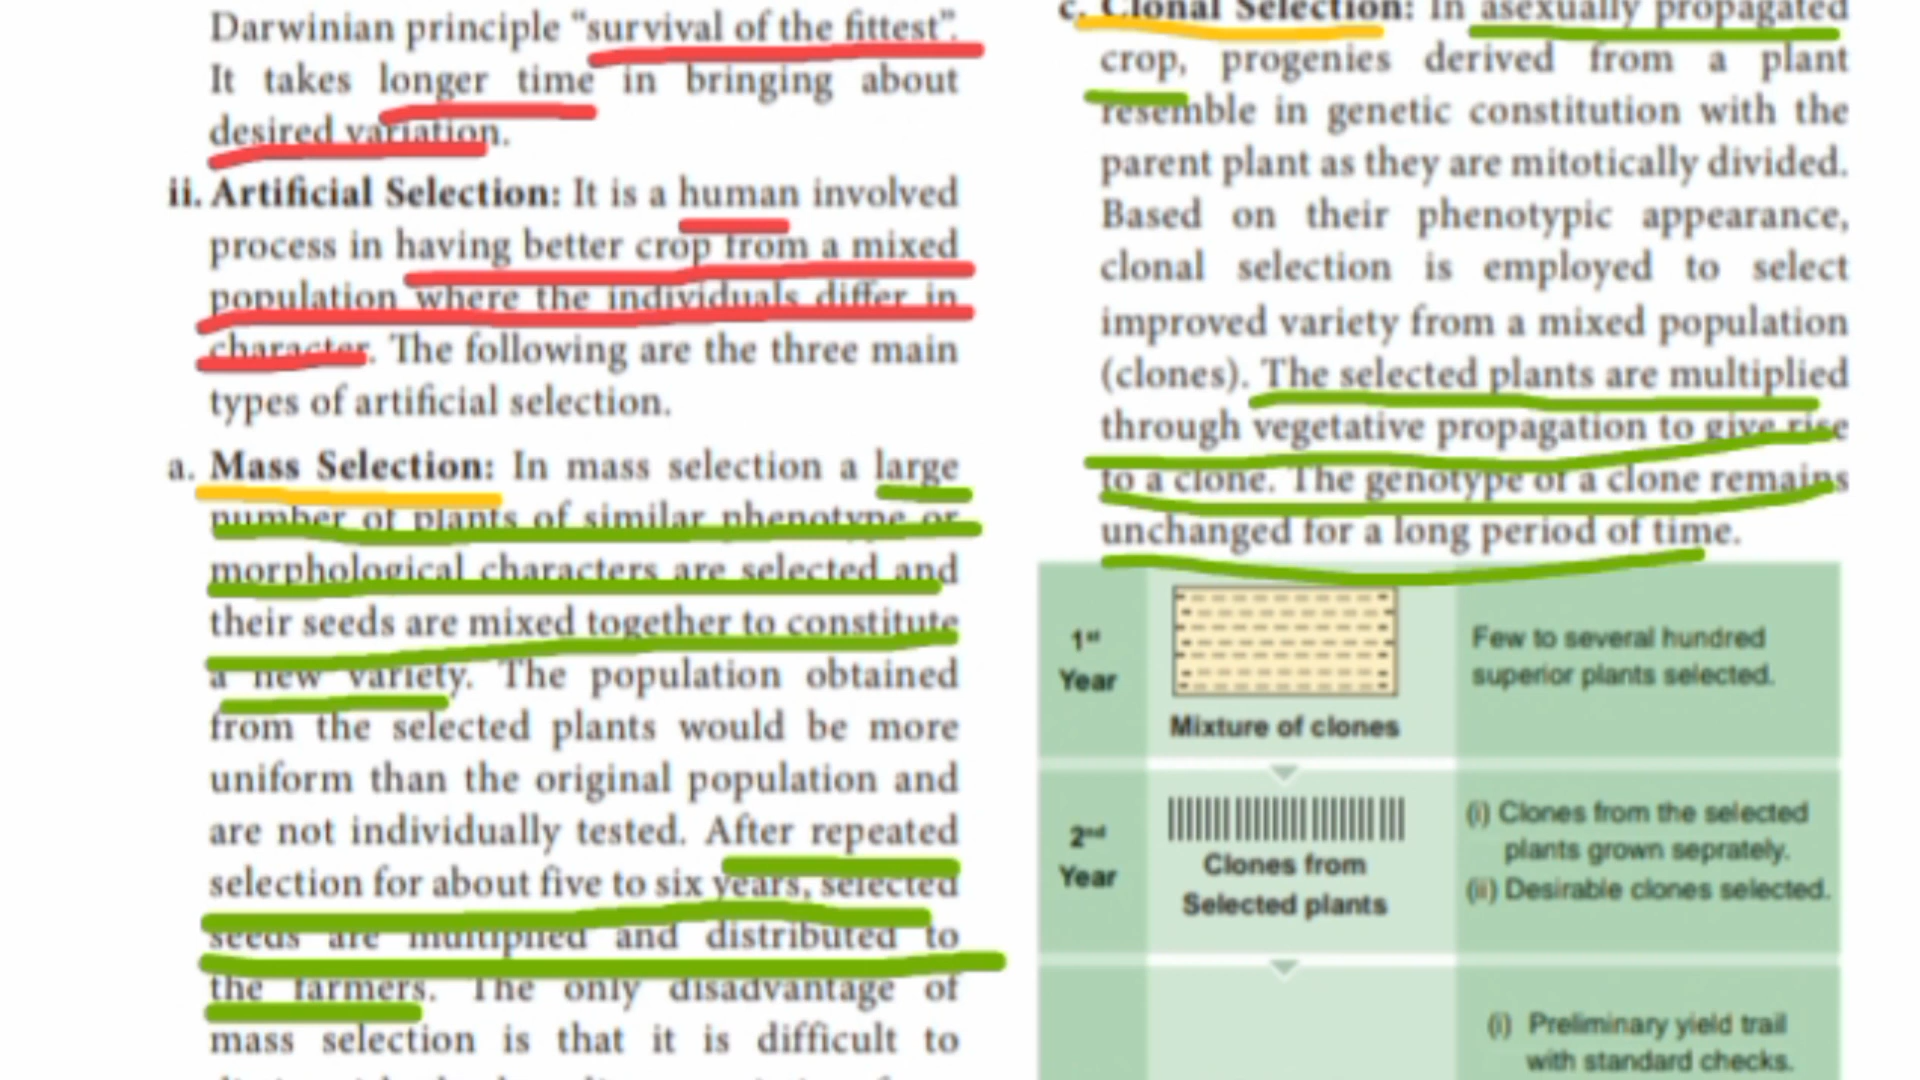 Darwinian principle “survival of the fittest”.
It takes longer time in bringing about
desired variation.
ii. Artificial Selection: It is a human involved
process in having better crop from a mixed
population where the individuals differ in
character. The following are the three main
types of artificial selection.
a. Mass Selection: In mass selection a large
number of plants of similar phenotype or
morphological characters are selected and
their seeds are mixed together to constitute
a new variety. The population obtained
from the selected plants would be more
uniform than the original population and
are not individually tested. After repeated
selection for about five to six years, selected
seeds are multiplied and distributed to
the farmers. The only disadvantage of
mass selection is that it is difficult to
c. Clonal Selection: In asexually propagated
crop, progenies derived from a plant
resemble in genetic constitution with the
parent plant as they are mitotically divided.
Based on their phenotypic appearance,
clonal selection is employed to select
improved variety from a mixed population
(clones). The selected plants are multiplied
through vegetative propagation to give rise
to a clone. The genotype of a clone remains
unchanged for a long period of time.
1st Year
Mixture of clones
Few to several hundred
superior plants selected.
2nd Year
Clones from
Selected plants
(i) Clones from the selected
plants grown seprately.
(ii) Desirable clones selected.
(i) Preliminary yield trail
with standard checks.